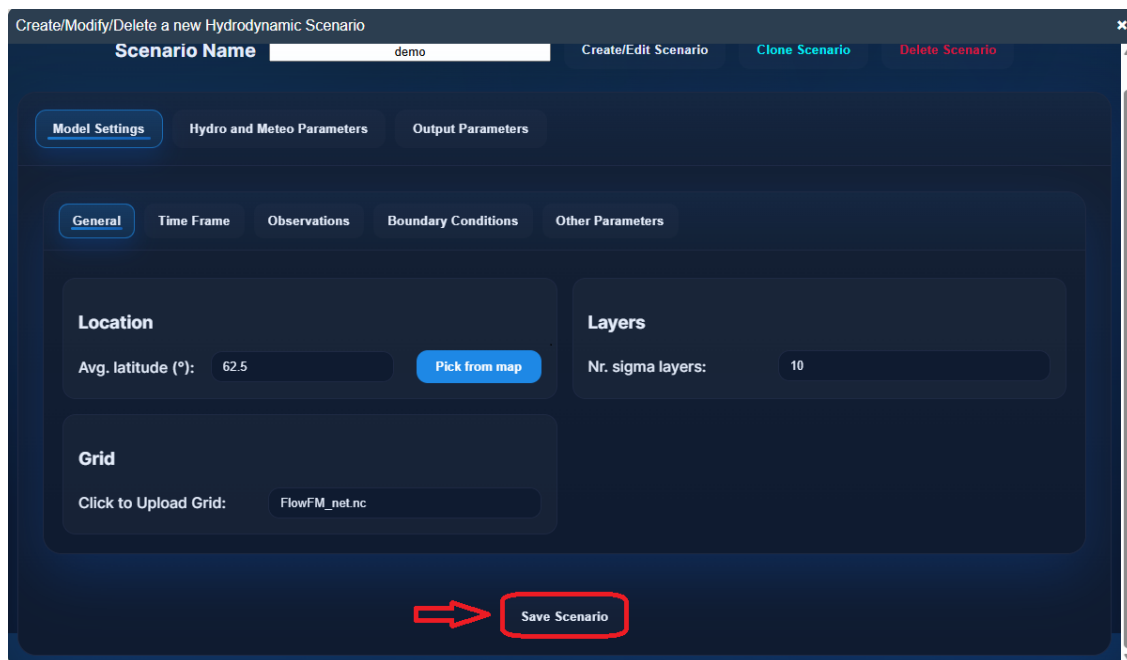 Create/Modify/Delete a new Hydrodynamic Scenario ×
Scenario Name demo Create/Edit Scenario Clone Scenario Delete Scenario
Model Settings Hydro and Meteo Parameters Output Parameters
General Time Frame Observations Boundary Conditions Other Parameters
Location
Avg. latitude (°): 62.5 Pick from map
Layers
Nr. sigma layers: 10
Grid
Click to Upload Grid: FlowFM_net.nc
Save Scenario